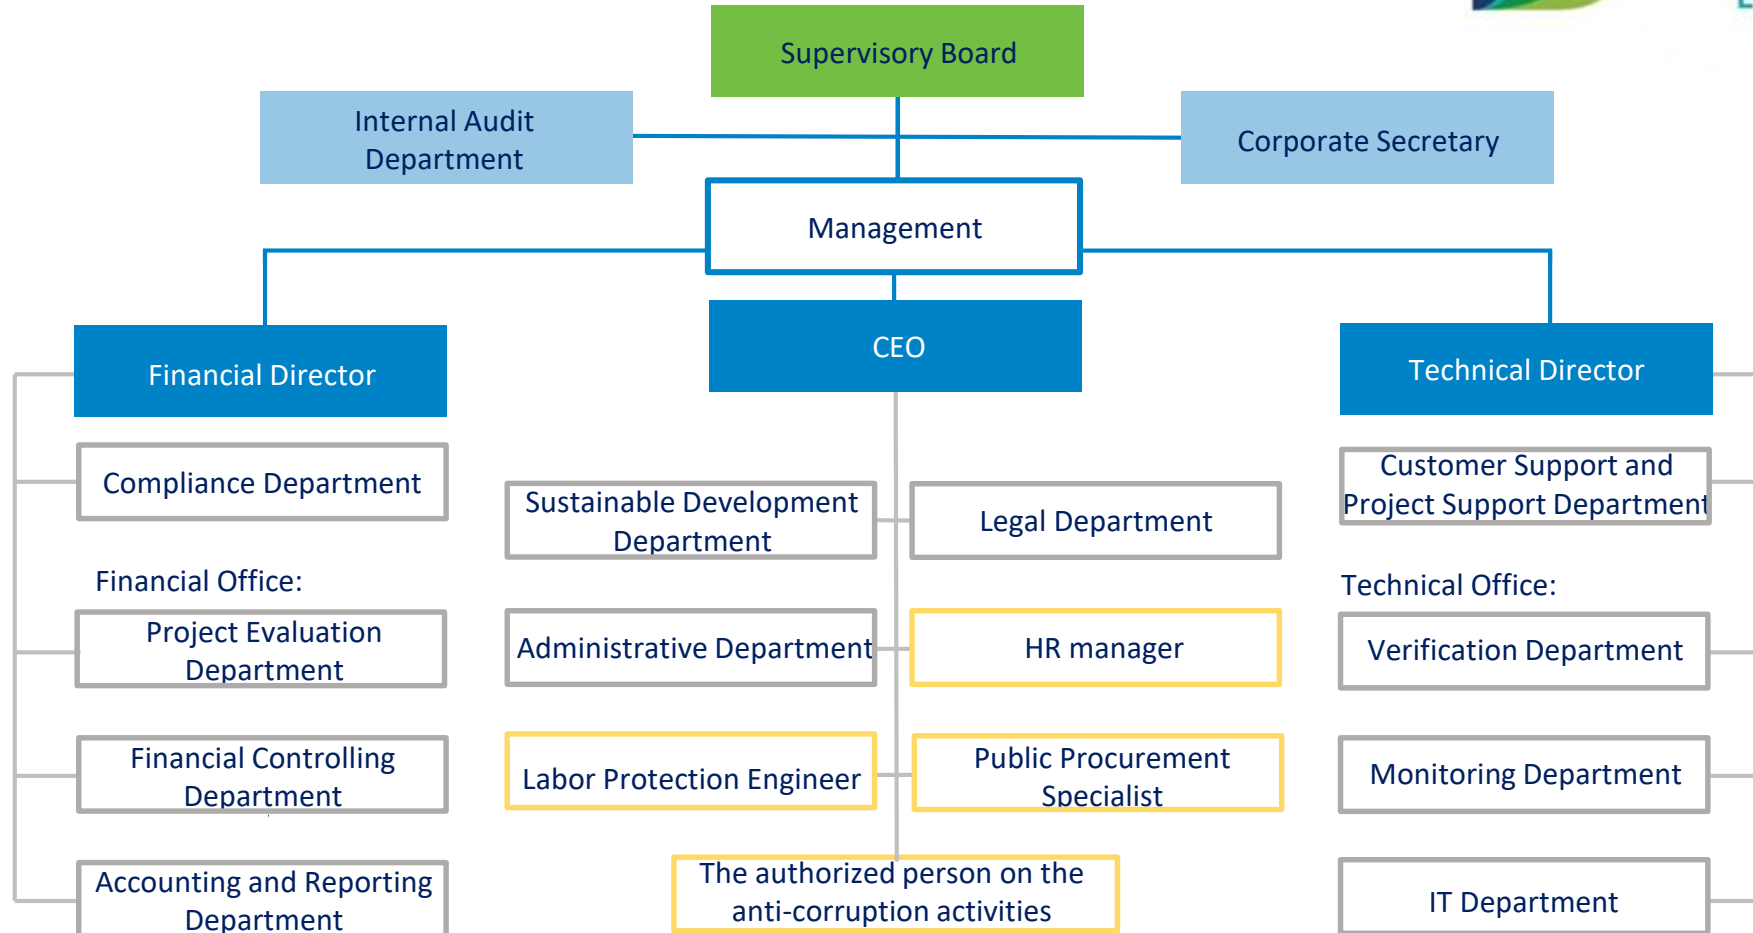 Supervisory Board
Internal Audit
Department
Corporate Secretary
Management
Financial Director
CEO
Technical Director
Compliance Department
Sustainable Development
Department
Legal Department
Customer Support and
Project Support Department
Financial Office:
Technical Office:
Project Evaluation
Department
Administrative Department
HR manager
Verification Department
Financial Controlling
Department
Labor Protection Engineer
Public Procurement
Specialist
Monitoring Department
Accounting and Reporting
Department
The authorized person on the
anti-corruption activities
IT Department